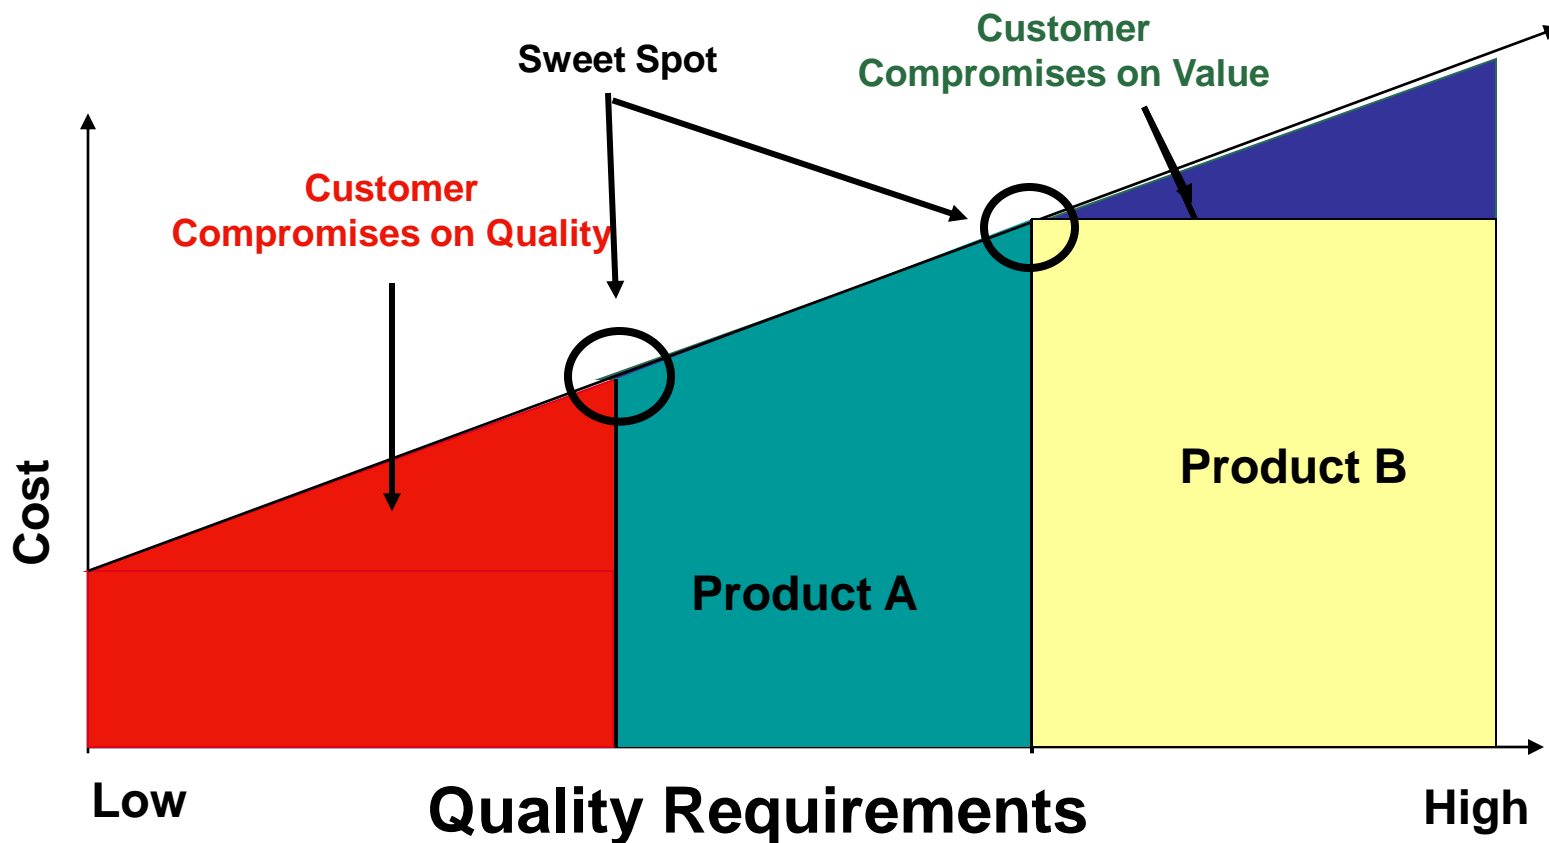 Customer
Compromises on Value
Sweet Spot
Customer
Compromises on Quality
Cost
Product B
Product A
Low
Quality Requirements
High